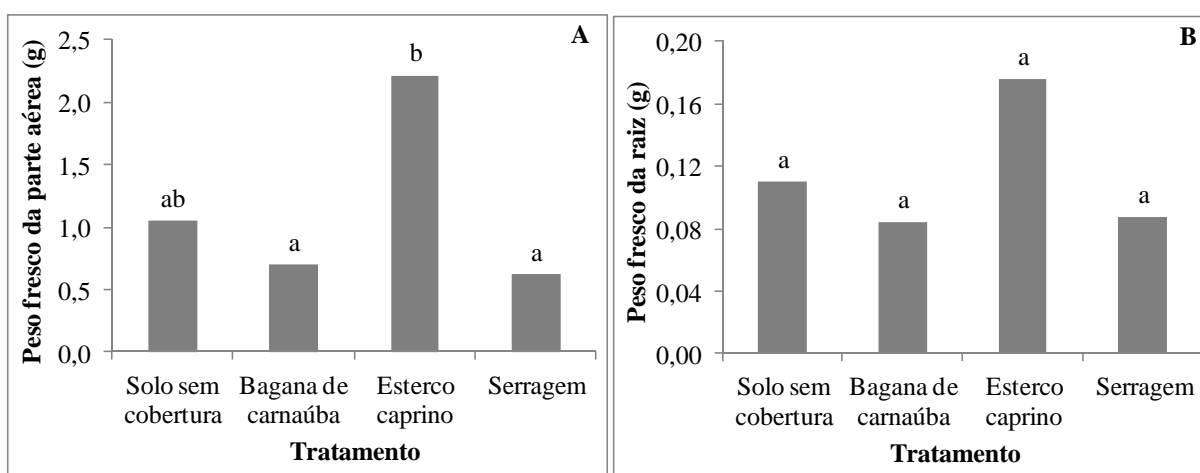 A
Peso fresco da parte aérea (g)
2,5
2,0
1,5
1,0
0,5
0,0
ab
a
b
a
Solo sem
cobertura
Bagana de
carnaúba
Esterco
caprino
Serragem
Tratamento
B
Peso fresco da raiz (g)
0,20
0,16
0,12
0,08
0,04
0,00
a
a
a
a
Solo sem
cobertura
Bagana de
carnaúba
Esterco
caprino
Serragem
Tratamento